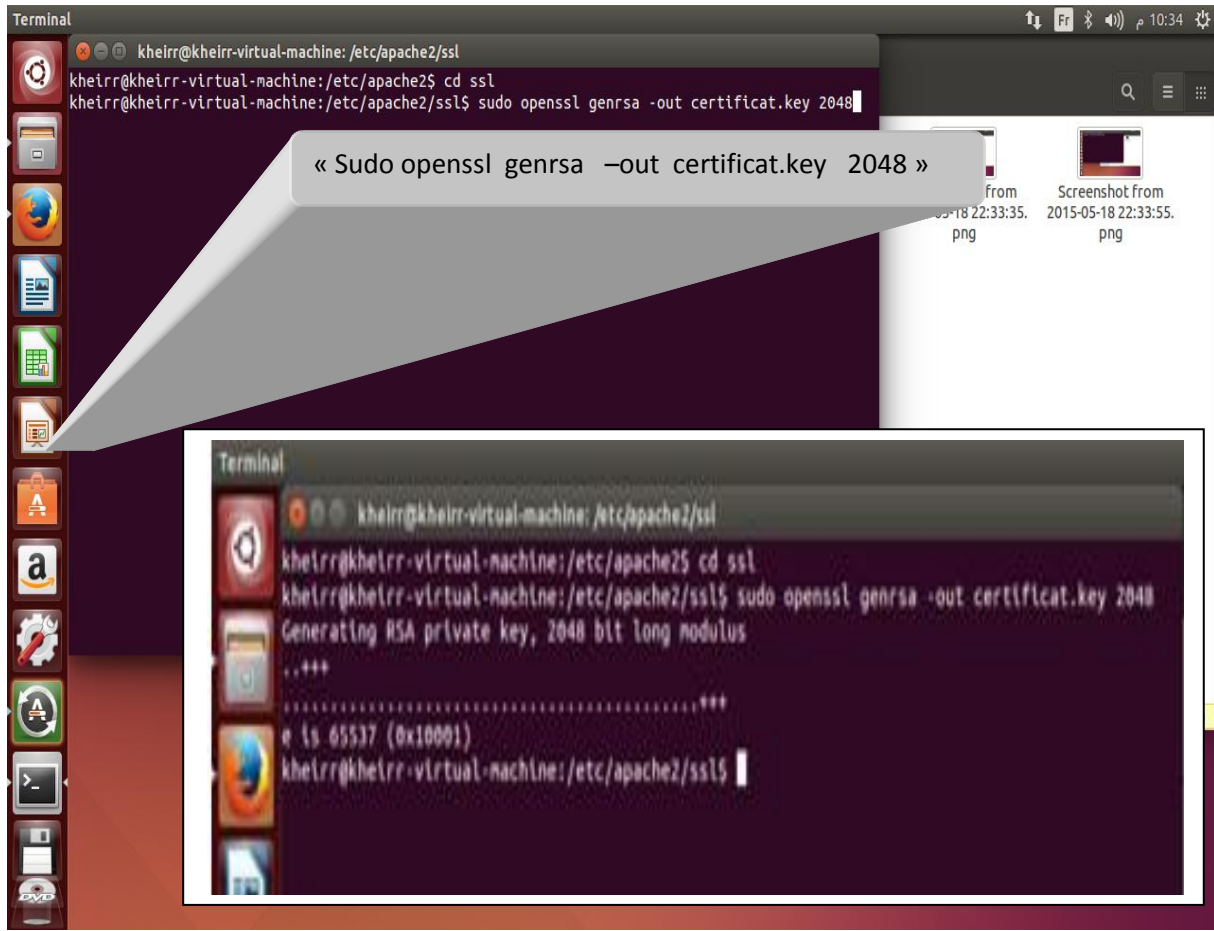 Terminal
Fr م 10:34
kheirr@kheirr-virtual-machine: /etc/apache2/ssl
kheirr@kheirr-virtual-machine:/etc/apache2$ cd ssl
kheirr@kheirr-virtual-machine:/etc/apache2/ssl$ sudo openssl genrsa -out certificat.key 2048
« Sudo openssl genrsa –out certificat.key 2048 »
from
18 22:33:35.
png
Screenshot from
2015-05-18 22:33:55.
png
Terminal
kheirr@kheirr-virtual-machine: /etc/apache2/ssl
kheirr@kheirr-virtual-machine:/etc/apache2$ cd ssl
kheirr@kheirr-virtual-machine:/etc/apache2/ssl$ sudo openssl genrsa -out certificat.key 2048
Generating RSA private key, 2048 bit long modulus
..+++
..............................................+++
e is 65537 (0x10001)
kheirr@kheirr-virtual-machine:/etc/apache2/ssl$